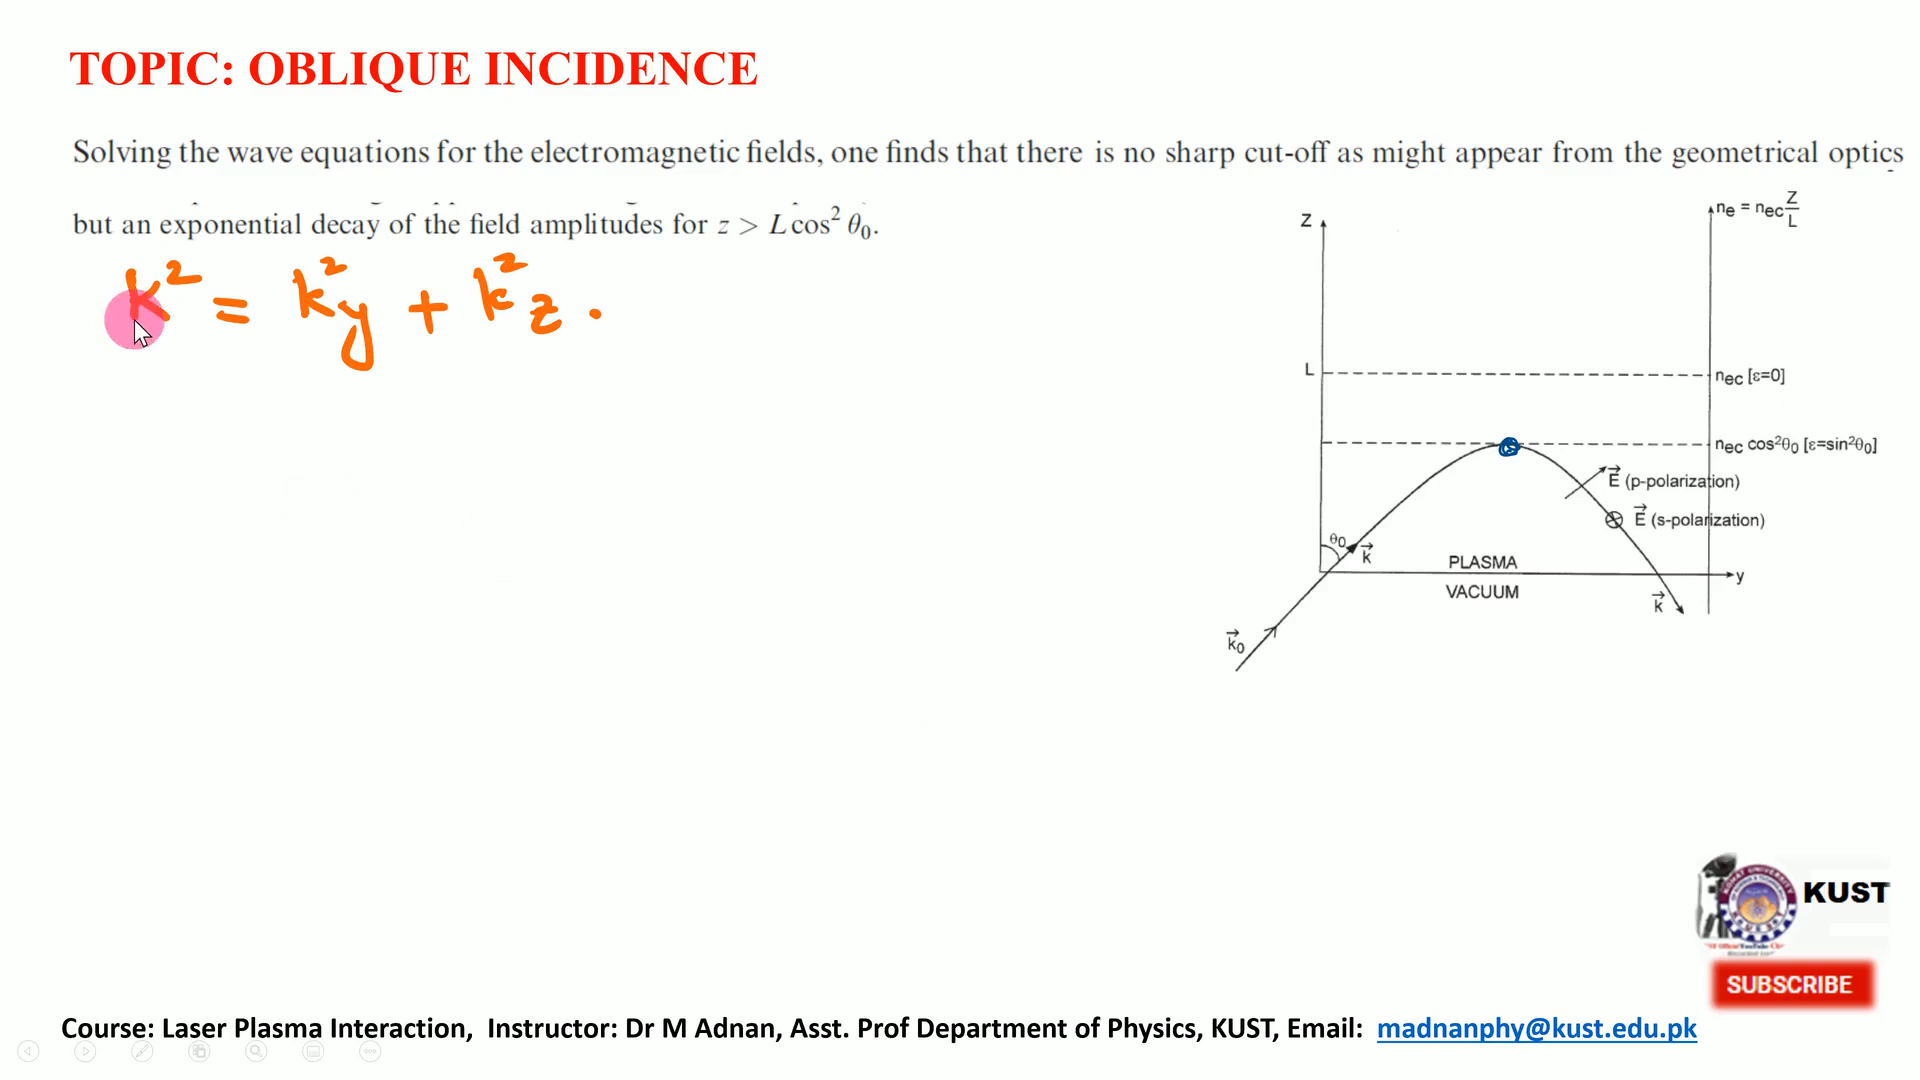 TOPIC: OBLIQUE INCIDENCE
Solving the wave equations for the electromagnetic fields, one finds that there is no sharp cut-off as might appear from the geometrical optics
but an exponential decay of the field amplitudes for z > L cos² θ₀.
k² = k²y + k²z .
Z
nₑ = nₑc Z/L
L
nₑc [ε=0]
nₑc cos²θ₀ [ε=sin²θ₀]
E⃗ (p-polarization)
E⃗ (s-polarization)
θ₀
k⃗
PLASMA
y
VACUUM
k⃗
k⃗₀
KUST
SUBSCRIBE
Course: Laser Plasma Interaction, Instructor: Dr M Adnan, Asst. Prof Department of Physics, KUST, Email: madnanphy@kust.edu.pk